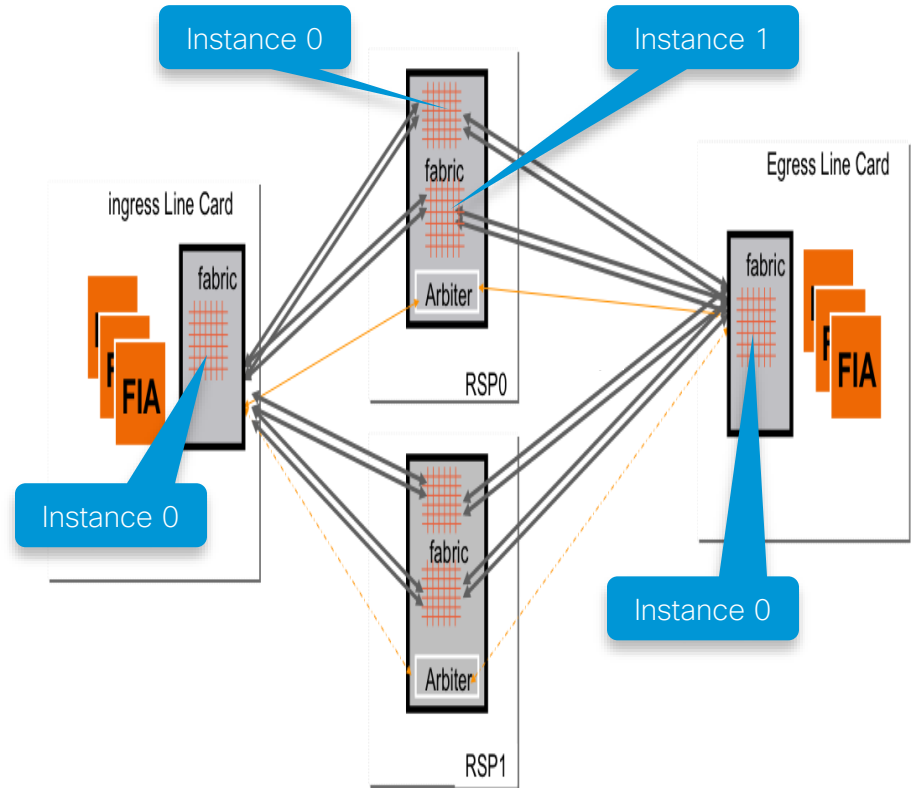 Instance 0
Instance 1
fabric
Arbiter
RSP0
ingress Line Card
fabric
FIA
Instance 0
Egress Line Card
fabric
FIA
Instance 0
fabric
Arbiter
RSP1